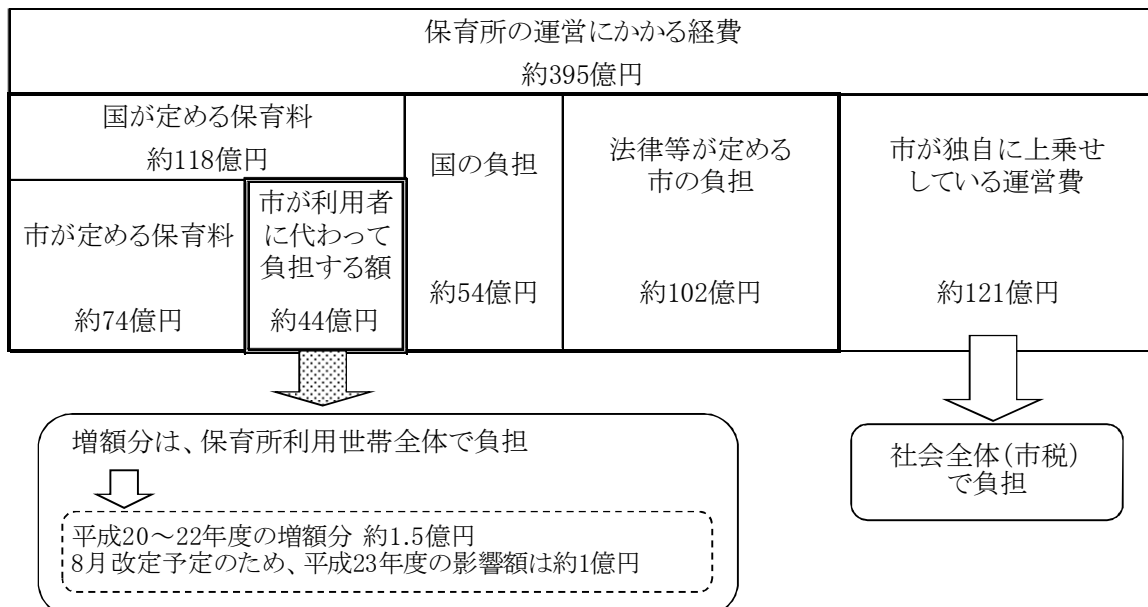 保育所の運営にかかる経費
約395億円
国が定める保育料
約118億円
市が定める保育料
約74億円
市が利用者
に代わって
負担する額
約44億円
国の負担
約54億円
法律等が定める
市の負担
約102億円
市が独自に上乗せ
している運営費
約121億円
増額分は、保育所利用世帯全体で負担
平成20～22年度の増額分 約1.5億円
8月改定予定のため、平成23年度の影響額は約1億円
社会全体(市税)
で負担